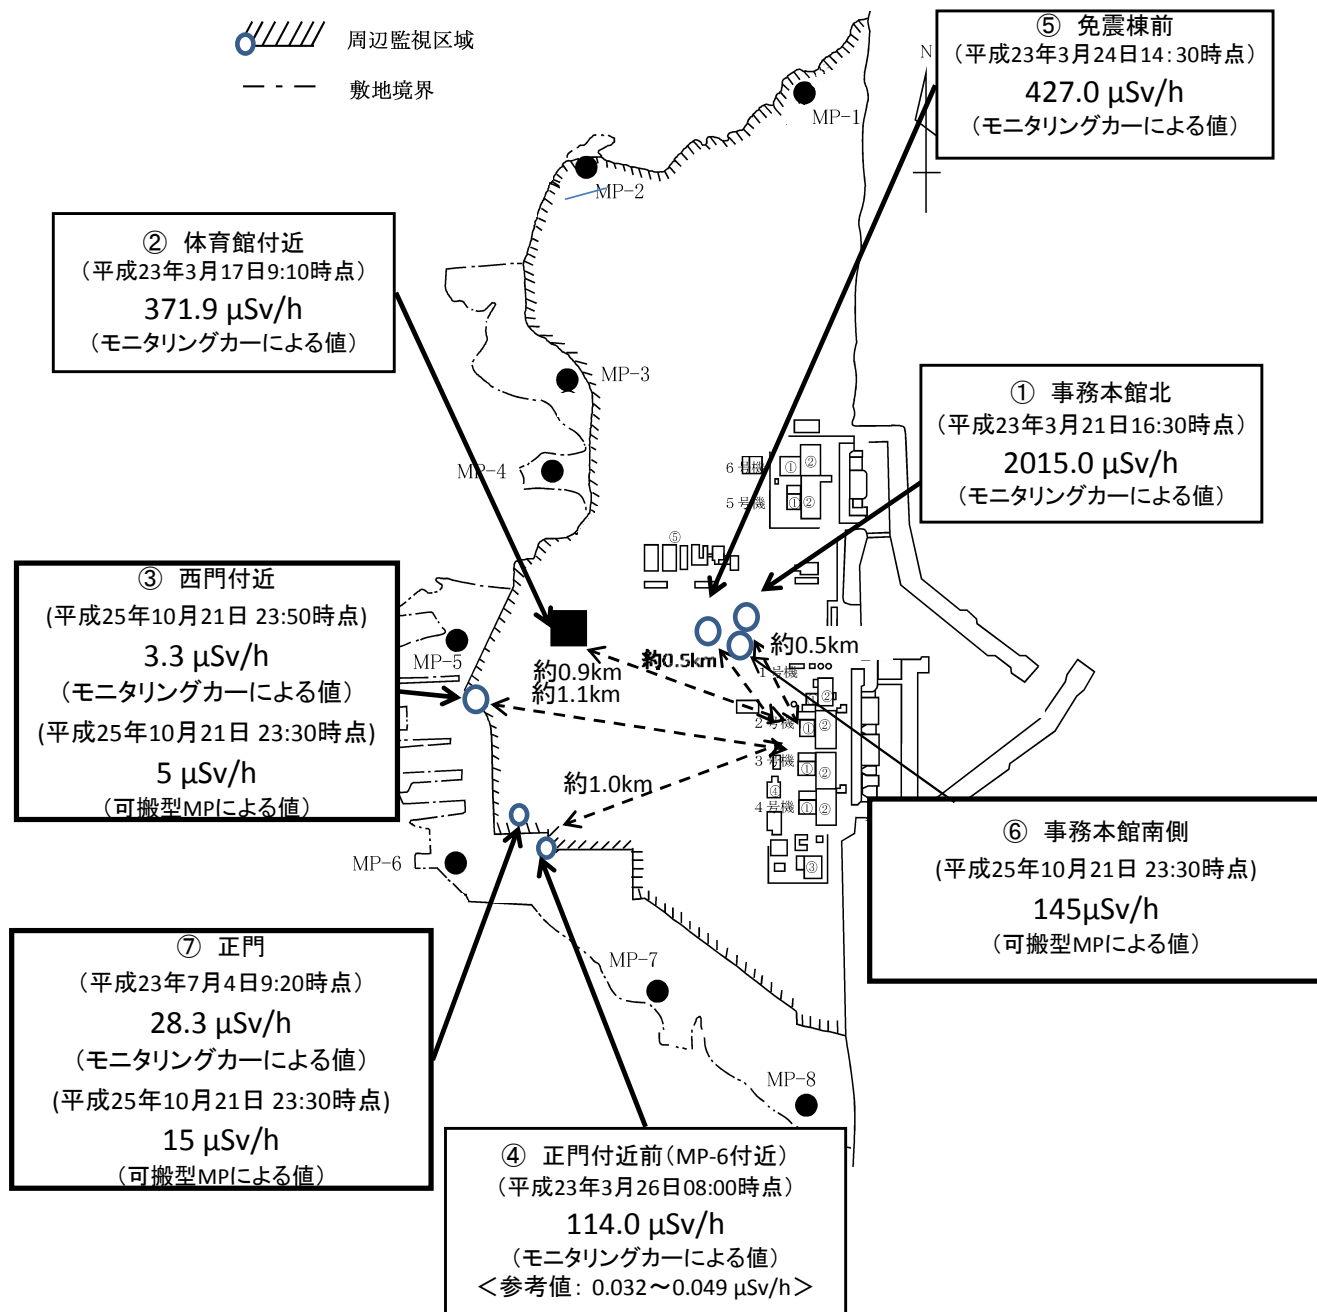 周辺監視区域
敷地境界
⑤ 免震棟前
（平成23年3月24日14:30時点）
427.0 μSv/h
（モニタリングカーによる値）
N
MP-1
MP-2
② 体育館付近
（平成23年3月17日9:10時点）
371.9 μSv/h
（モニタリングカーによる値）
MP-3
① 事務本館北
（平成23年3月21日16:30時点）
2015.0 μSv/h
（モニタリングカーによる値）
MP-4
6号機
① ②
5号機
① ②
⑤
③ 西門付近
(平成25年10月21日 23:50時点)
3.3 μSv/h
（モニタリングカーによる値）
(平成25年10月21日 23:30時点)
5 μSv/h
（可搬型MPによる値）
MP-5
約0.9km
約1.1km
約0.5km
約0.5km
1号機
②
2号機
① ②
3号機
① ②
約1.0km
④
4号機
① ②
③
MP-6
⑥ 事務本館南側
(平成25年10月21日 23:30時点)
145μSv/h
（可搬型MPによる値）
⑦ 正門
（平成23年7月4日9:20時点）
28.3 μSv/h
（モニタリングカーによる値）
(平成25年10月21日 23:30時点)
15 μSv/h
（可搬型MPによる値）
MP-7
MP-8
④ 正門付近前（MP-6付近）
（平成23年3月26日08:00時点）
114.0 μSv/h
（モニタリングカーによる値）
＜参考値： 0.032～0.049 μSv/h＞